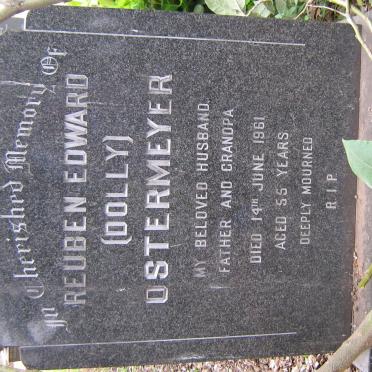 In Cherished Memory Of
REUBEN EDWARD
(DOLLY)
OSTERMEYER
MY BELOVED HUSBAND,
FATHER AND GRANDPA
DIED 14TH JUNE 1961
AGED 55 YEARS
DEEPLY MOURNED
R.I.P